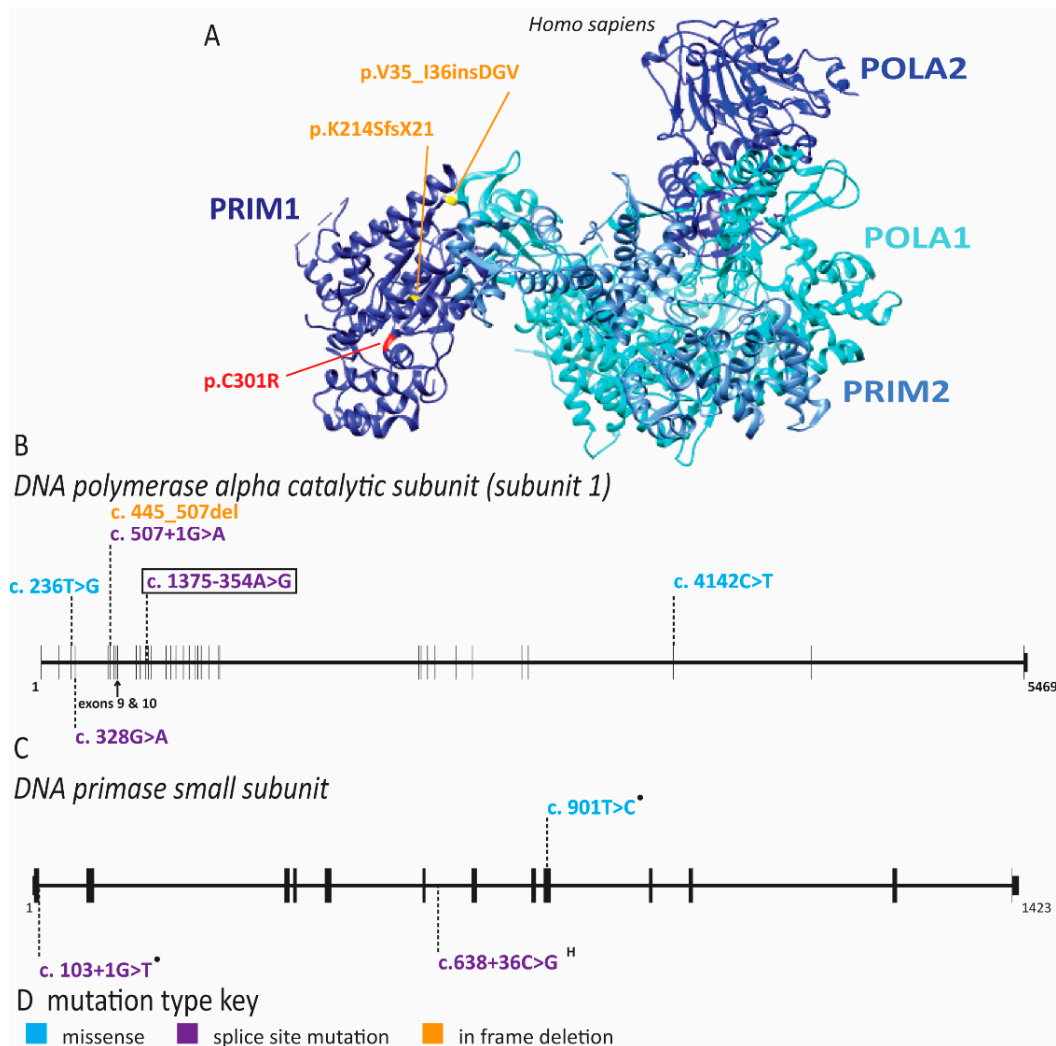 A
Homo sapiens
p.V35_I36insDGV
POLA2
p.K214SfsX21
PRIM1
POLA1
p.C301R
PRIM2
B
DNA polymerase alpha catalytic subunit (subunit 1)
c. 445_507del
c. 507+1G>A
c. 236T>G
c. 1375-354A>G
c. 4142C>T
1
exons 9 & 10
5469
c. 328G>A
C
DNA primase small subunit
c. 901T>C•
1
1423
c. 103+1G>T•
c.638+36C>G H
D mutation type key
missense splice site mutation in frame deletion